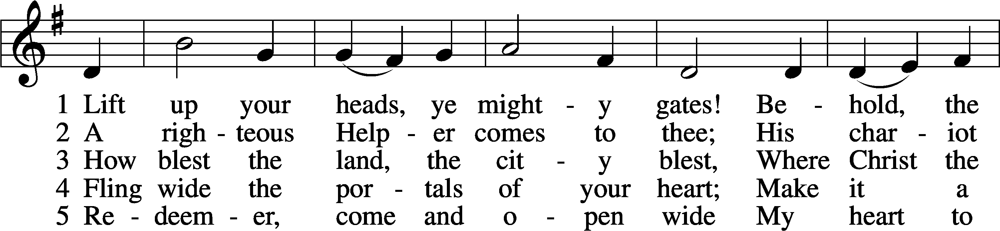 1 Lift up your heads, ye might - y gates! Be - hold, the
2 A righ - teous Help - er comes to thee; His char - iot
3 How blest the land, the cit - y blest, Where Christ the
4 Fling wide the por - tals of your heart; Make it a
5 Re - deem - er, come and o - pen wide My heart to